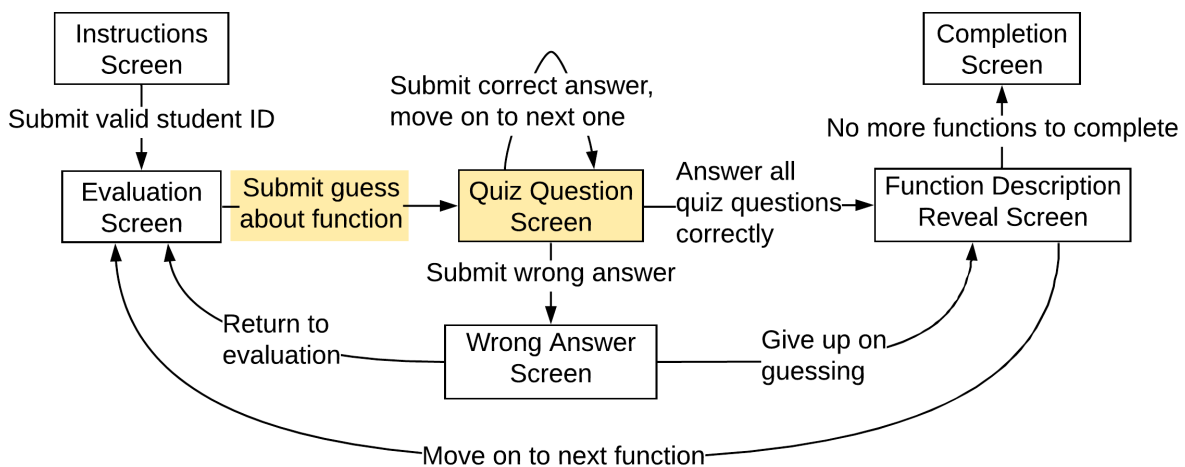 Instructions
Screen
Completion
Screen
Submit correct answer,
move on to next one
Submit valid student ID
No more functions to complete
Evaluation
Screen
Submit guess
about function
Quiz Question
Screen
Answer all
quiz questions
correctly
Function Description
Reveal Screen
Submit wrong answer
Return to
evaluation
Wrong Answer
Screen
Give up on
guessing
Move on to next function